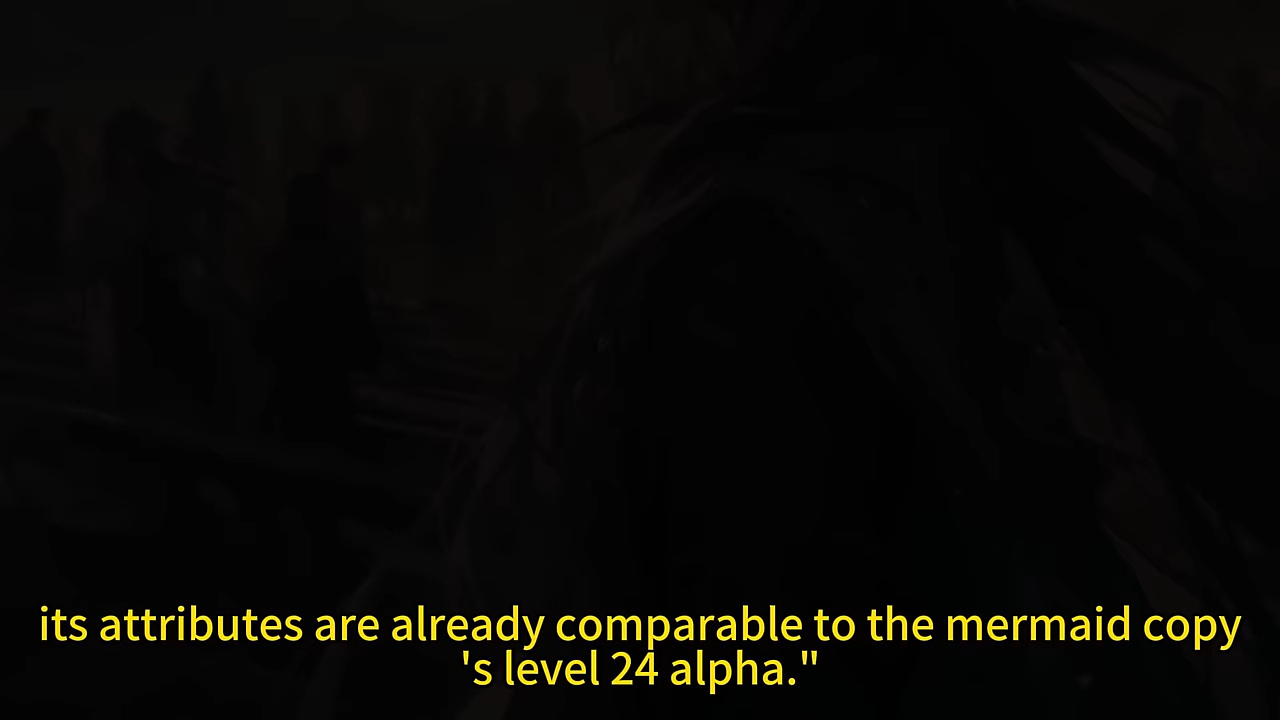 its attributes are already comparable to the mermaid copy
's level 24 alpha."